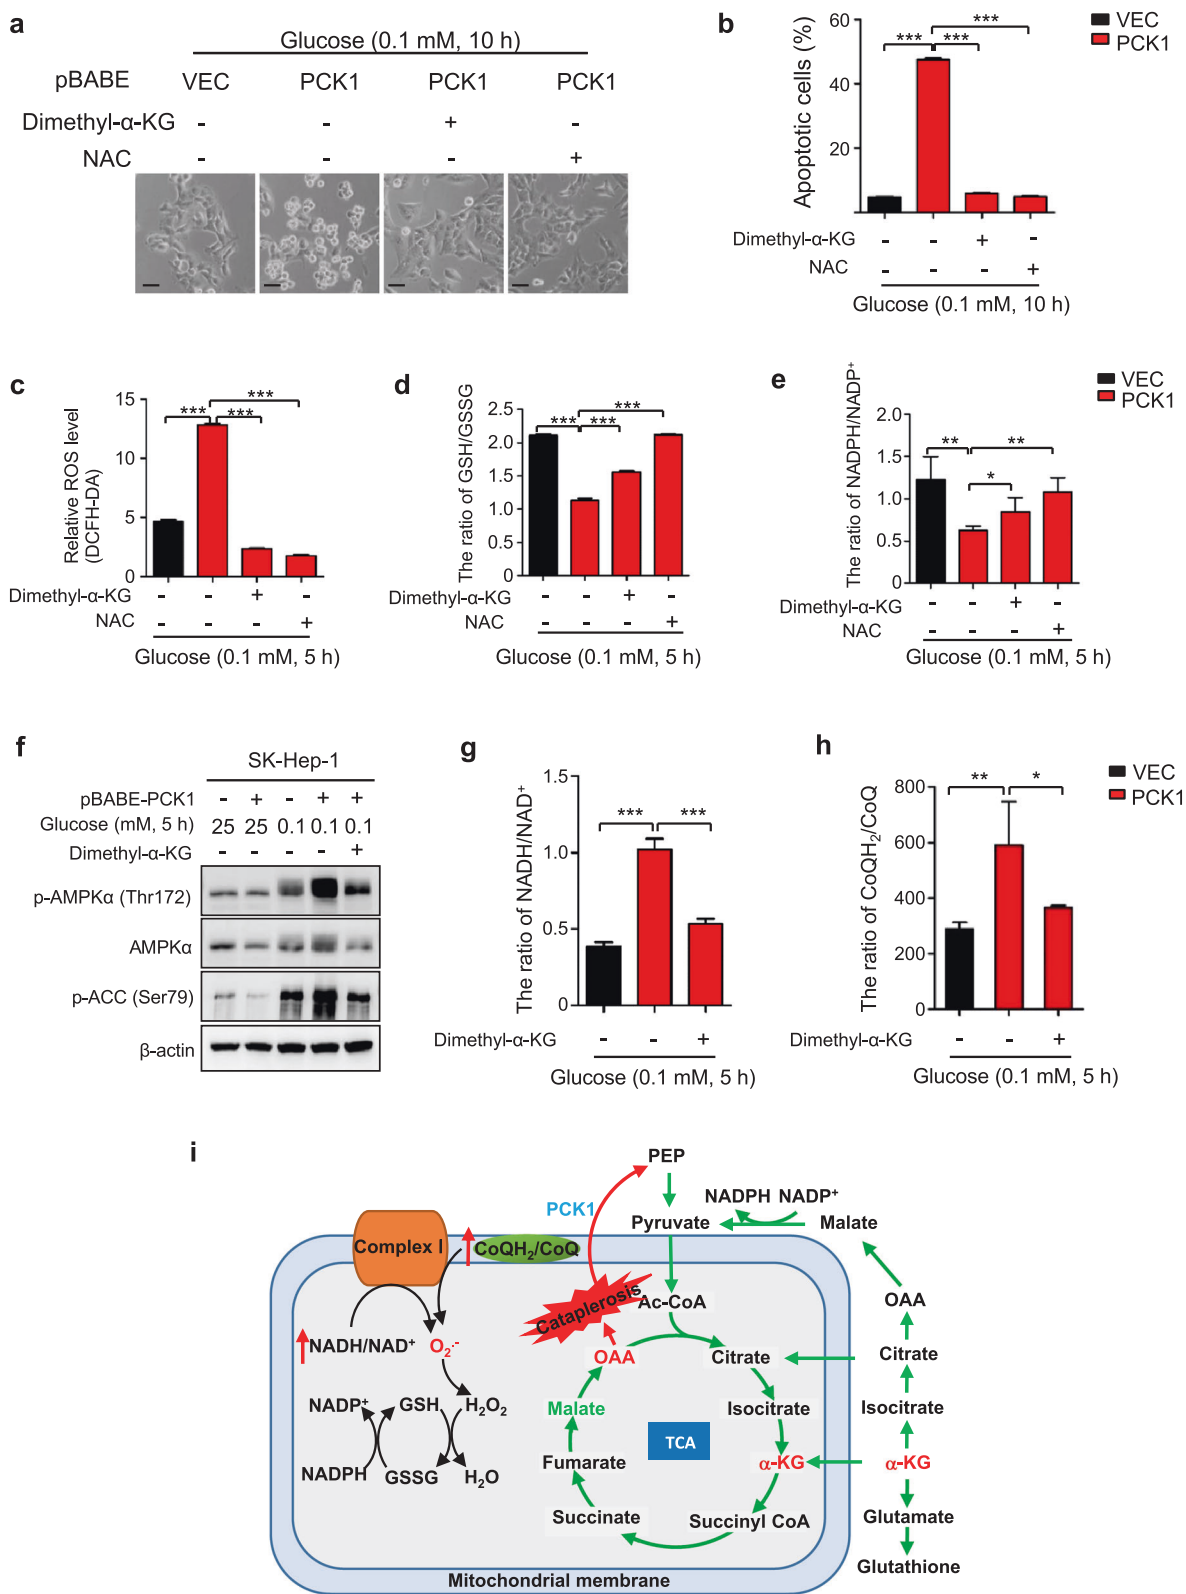 a
Glucose (0.1 mM, 10 h)
pBABE VEC PCK1 PCK1 PCK1
Dimethyl-α-KG - - + -
NAC - - - +
b
VEC
PCK1
Apoptotic cells (%)
60
40
20
0
*** *** ***
Dimethyl-α-KG - - + -
NAC - - - +
Glucose (0.1 mM, 10 h)
c
Relative ROS level
(DCFH-DA)
15
10
5
0
*** *** ***
Dimethyl-α-KG - - + -
NAC - - - +
Glucose (0.1 mM, 5 h)
d
The ratio of GSH/GSSG
2.5
2.0
1.5
1.0
0.5
0
*** *** ***
Dimethyl-α-KG - - + -
NAC - - - +
Glucose (0.1 mM, 5 h)
e
VEC
PCK1
The ratio of NADPH/NADP⁺
2.0
1.5
1.0
0.5
0
** * **
Dimethyl-α-KG - - + -
NAC - - - +
Glucose (0.1 mM, 5 h)
f
SK-Hep-1
pBABE-PCK1 - + - + +
Glucose (mM, 5 h) 25 25 0.1 0.1 0.1
Dimethyl-α-KG - - - - +
p-AMPKα (Thr172)
AMPKα
p-ACC (Ser79)
β-actin
g
The ratio of NADH/NAD⁺
1.5
1.0
0.5
0
*** ***
Dimethyl-α-KG - - +
Glucose (0.1 mM, 5 h)
h
VEC
PCK1
The ratio of CoQH₂/CoQ
800
600
400
200
0
** *
Dimethyl-α-KG - - +
Glucose (0.1 mM, 5 h)
i
PEP
PCK1
NADPH NADP⁺
Pyruvate
Malate
Complex I
CoQH₂/CoQ
Cataplerosis
Ac-CoA
OAA
NADH/NAD⁺
O₂·⁻
OAA
Citrate
Citrate
NADP⁺
GSH
H₂O₂
Malate
Isocitrate
Isocitrate
TCA
NADPH
GSSG
H₂O
Fumarate
α-KG
α-KG
Succinate
Succinyl CoA
Glutamate
Glutathione
Mitochondrial membrane